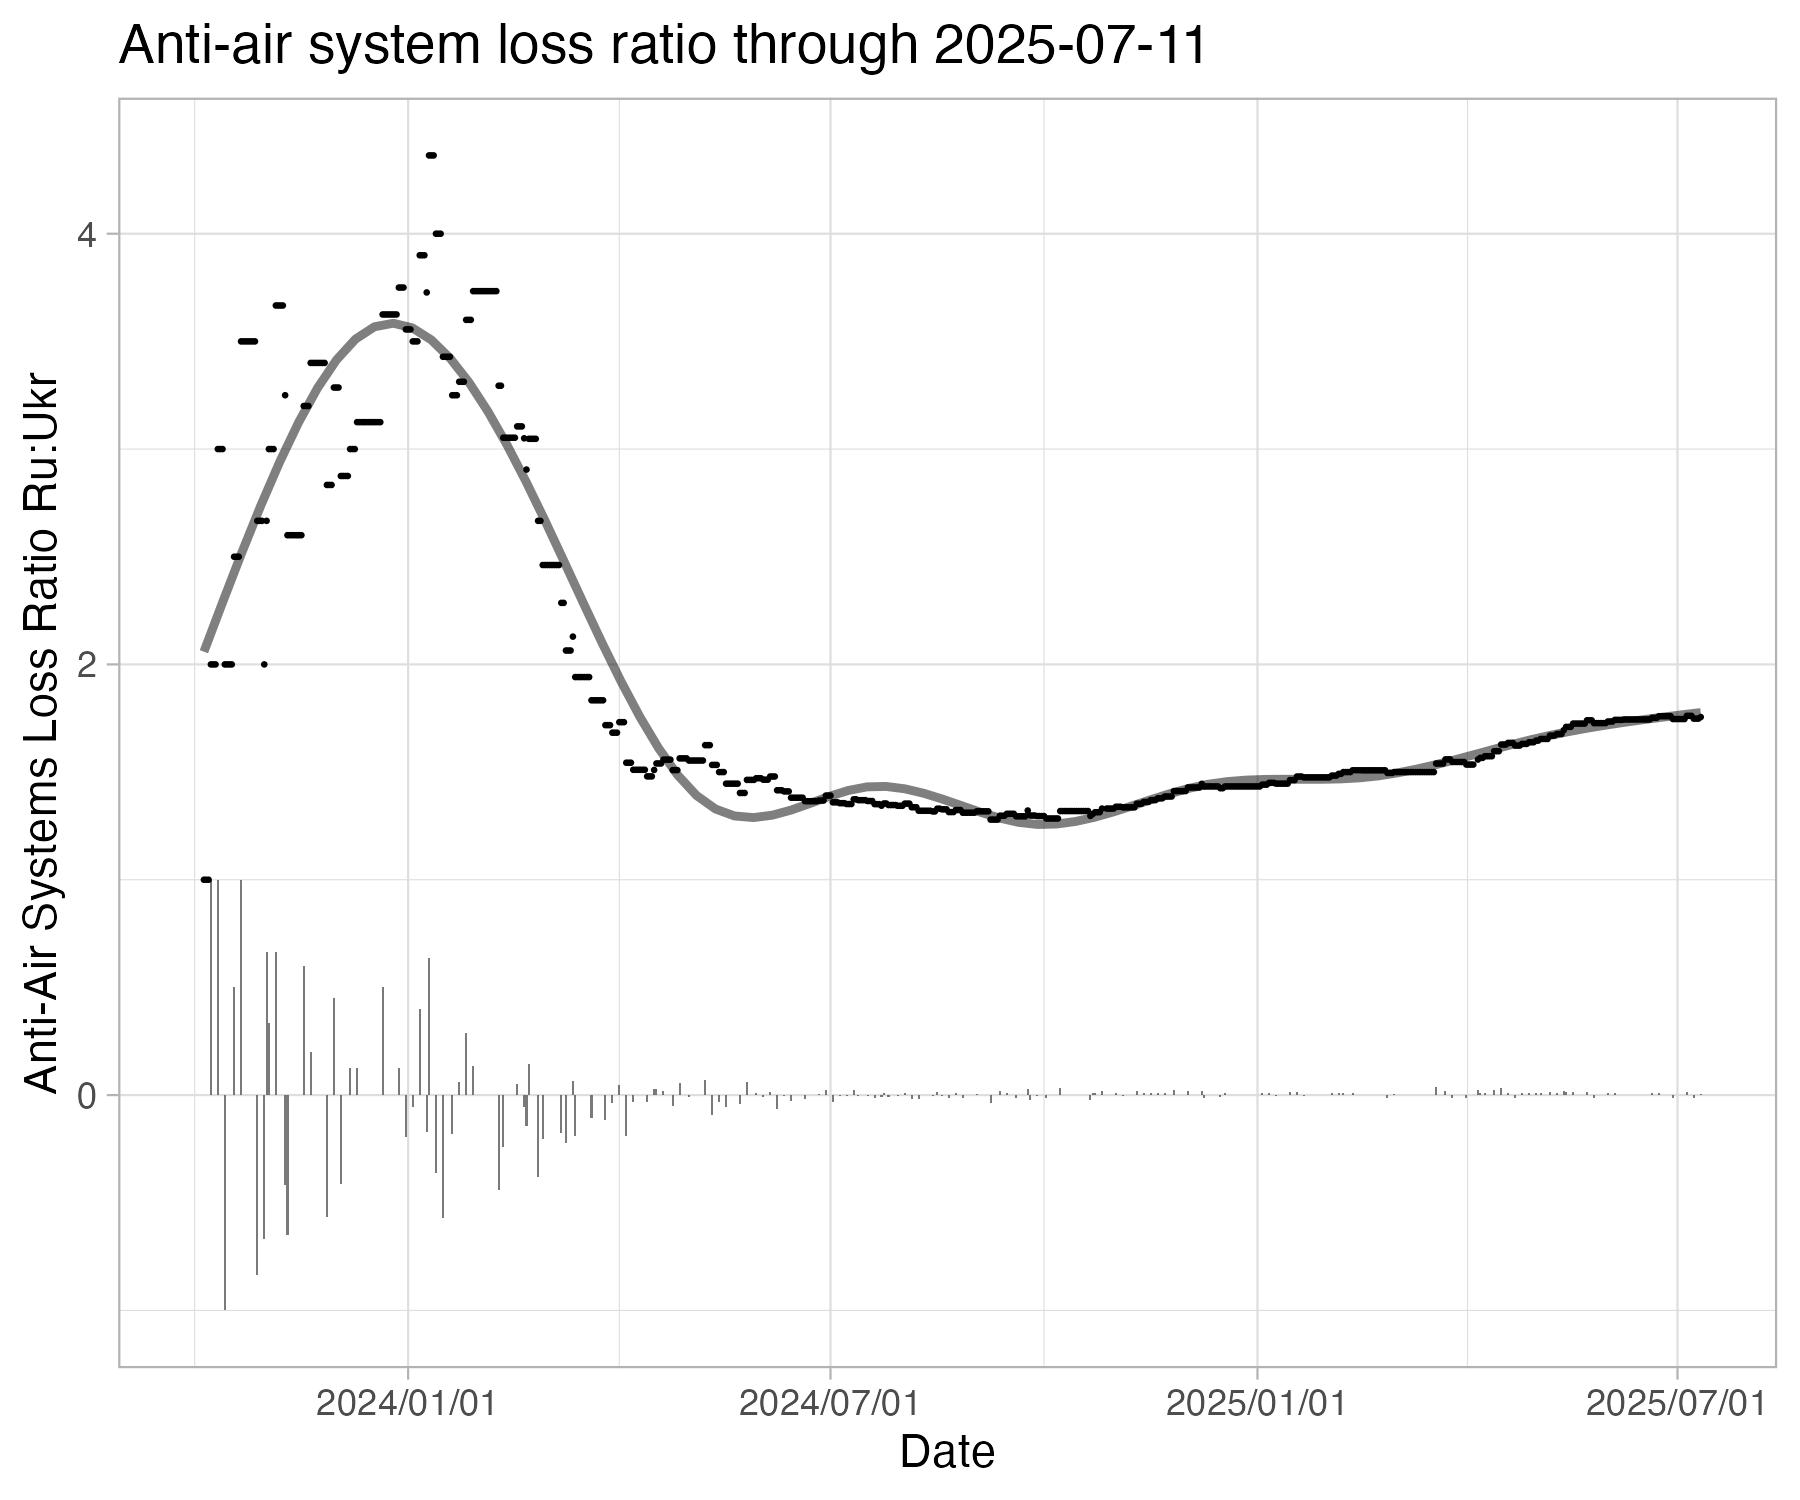 Anti-air system loss ratio through 2025-07-11
Anti-Air Systems Loss Ratio Ru:Ukr
4
2
0
2024/01/01
2024/07/01
2025/01/01
2025/07/01
Date